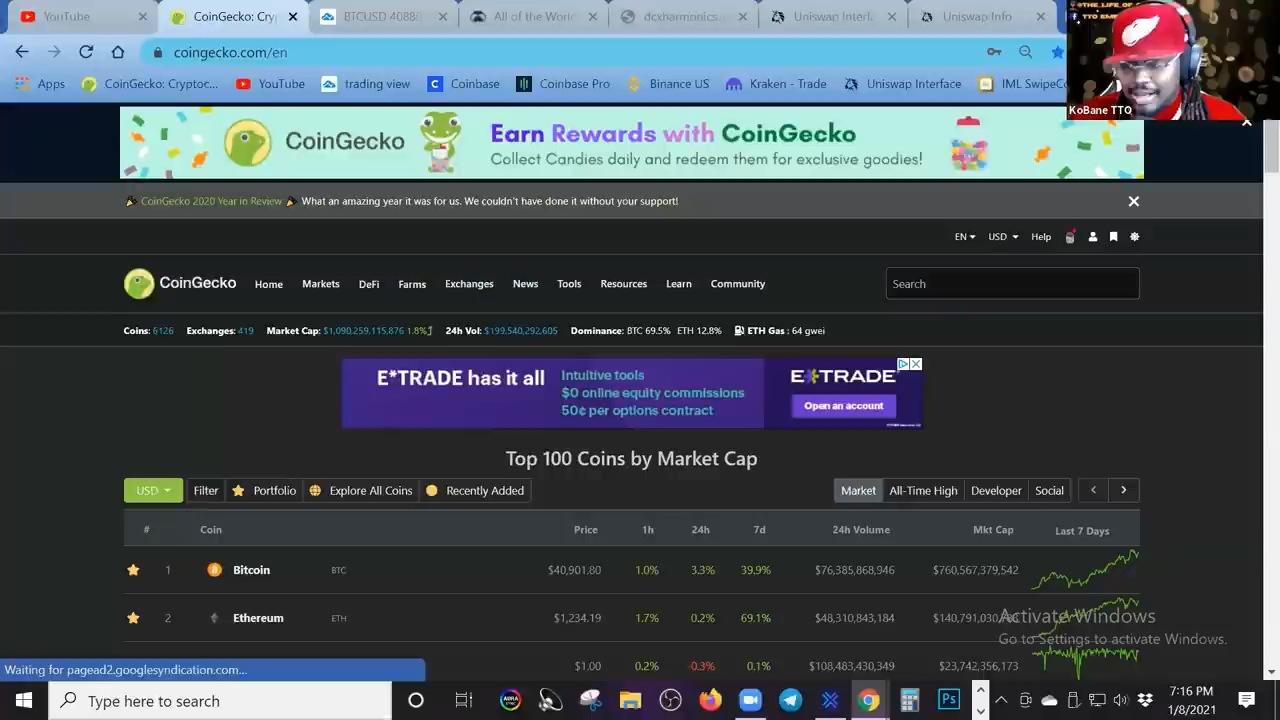 YouTube
CoinGecko: Cry
BTCUSD 4088
All of the World
dcxharmonics.
Uniswap Interfac
Uniswap Info
coingecko.com/en
Apps
CoinGecko: Cryptoc...
YouTube
trading view
Coinbase
Coinbase Pro
Binance US
Kraken - Trade
Uniswap Interface
IML SwipeCo
KoBane TTO
CoinGecko
Earn Rewards with CoinGecko
Collect Candies daily and redeem them for exclusive goodies!
CoinGecko 2020 Year in Review What an amazing year it was for us. We couldn't have done it without your support!
EN USD Help
CoinGecko Home Markets DeFi Farms Exchanges News Tools Resources Learn Community Search
Coins: 6126 Exchanges: 419 Market Cap: $1,090,259,115,876 1.8% 24h Vol: $199,540,292,605 Dominance: BTC 69.5% ETH 12.8% ETH Gas : 64 gwei
E*TRADE has it all
Intuitive tools
$0 online equity commissions
50¢ per options contract
E*TRADE
Open an account
Top 100 Coins by Market Cap
USD Filter Portfolio Explore All Coins Recently Added Market All-Time High Developer Social
# Coin Price 1h 24h 7d 24h Volume Mkt Cap Last 7 Days
1 Bitcoin BTC $40,901.80 1.0% 3.3% 39.9% $76,385,868,946 $760,567,379,542
2 Ethereum ETH $1,234.19 1.7% 0.2% 69.1% $48,310,843,184
$1.00 0.2% -0.3% 0.1% $108,483,430,349 $23,742,356,173
Activate Windows
Go to Settings to activate Windows.
Waiting for pagead2.googlesyndication.com...
Type here to search
7:16 PM
1/8/2021